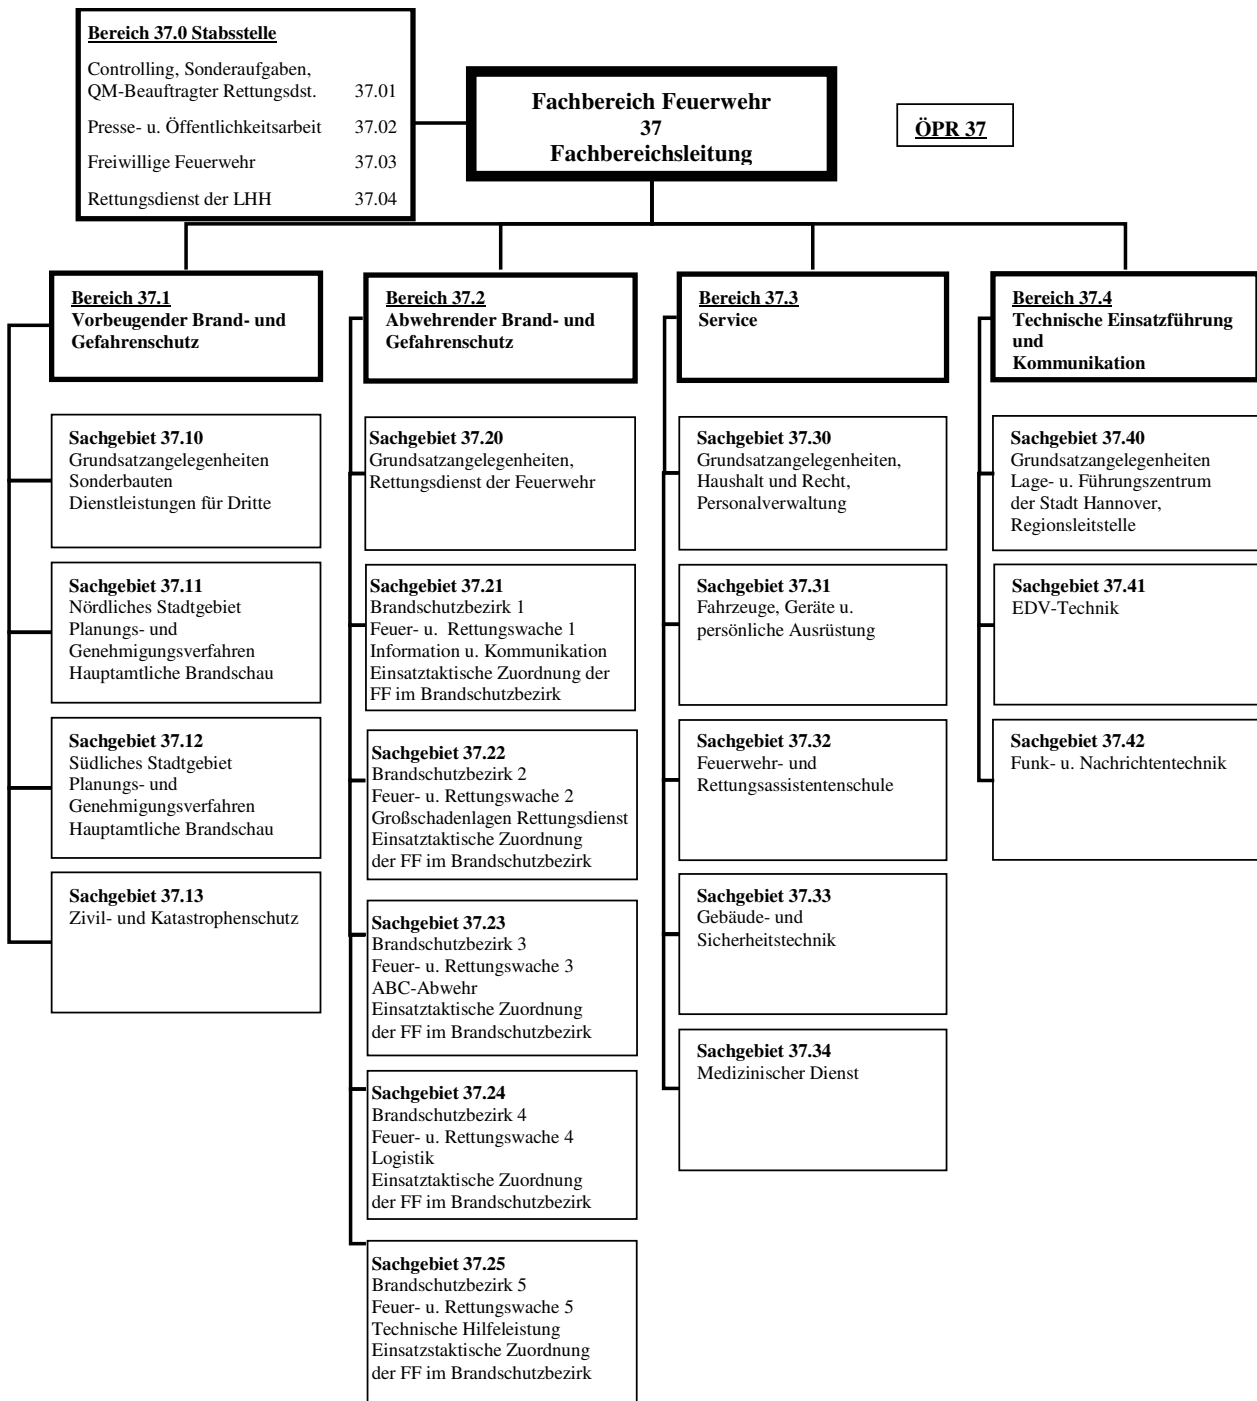 Bereich 37.0 Stabsstelle
Controlling, Sonderaufgaben,
QM-Beauftragter Rettungsdst. 37.01
Presse- u. Öffentlichkeitsarbeit 37.02
Freiwillige Feuerwehr 37.03
Rettungsdienst der LHH 37.04
Fachbereich Feuerwehr
37
Fachbereichsleitung
ÖPR 37
Bereich 37.1
Vorbeugender Brand- und
Gefahrenschutz
Sachgebiet 37.10
Grundsatzangelegenheiten
Sonderbauten
Dienstleistungen für Dritte
Sachgebiet 37.11
Nördliches Stadtgebiet
Planungs- und
Genehmigungsverfahren
Hauptamtliche Brandschau
Sachgebiet 37.12
Südliches Stadtgebiet
Planungs- und
Genehmigungsverfahren
Hauptamtliche Brandschau
Sachgebiet 37.13
Zivil- und Katastrophenschutz
Bereich 37.2
Abwehrender Brand- und
Gefahrenschutz
Sachgebiet 37.20
Grundsatzangelegenheiten,
Rettungsdienst der Feuerwehr
Sachgebiet 37.21
Brandschutzbezirk 1
Feuer- u. Rettungswache 1
Information u. Kommunikation
Einsatztaktische Zuordnung der
FF im Brandschutzbezirk
Sachgebiet 37.22
Brandschutzbezirk 2
Feuer- u. Rettungswache 2
Großschadenlagen Rettungsdienst
Einsatztaktische Zuordnung
der FF im Brandschutzbezirk
Sachgebiet 37.23
Brandschutzbezirk 3
Feuer- u. Rettungswache 3
ABC-Abwehr
Einsatztaktische Zuordnung
der FF im Brandschutzbezirk
Sachgebiet 37.24
Brandschutzbezirk 4
Feuer- u. Rettungswache 4
Logistik
Einsatztaktische Zuordnung
der FF im Brandschutzbezirk
Sachgebiet 37.25
Brandschutzbezirk 5
Feuer- u. Rettungswache 5
Technische Hilfeleistung
Einsatzstaktische Zuordnung
der FF im Brandschutzbezirk
Bereich 37.3
Service
Sachgebiet 37.30
Grundsatzangelegenheiten,
Haushalt und Recht,
Personalverwaltung
Sachgebiet 37.31
Fahrzeuge, Geräte u.
persönliche Ausrüstung
Sachgebiet 37.32
Feuerwehr- und
Rettungsassistentenschule
Sachgebiet 37.33
Gebäude- und
Sicherheitstechnik
Sachgebiet 37.34
Medizinischer Dienst
Bereich 37.4
Technische Einsatzführung
und
Kommunikation
Sachgebiet 37.40
Grundsatzangelegenheiten
Lage- u. Führungszentrum
der Stadt Hannover,
Regionsleitstelle
Sachgebiet 37.41
EDV-Technik
Sachgebiet 37.42
Funk- u. Nachrichtentechnik